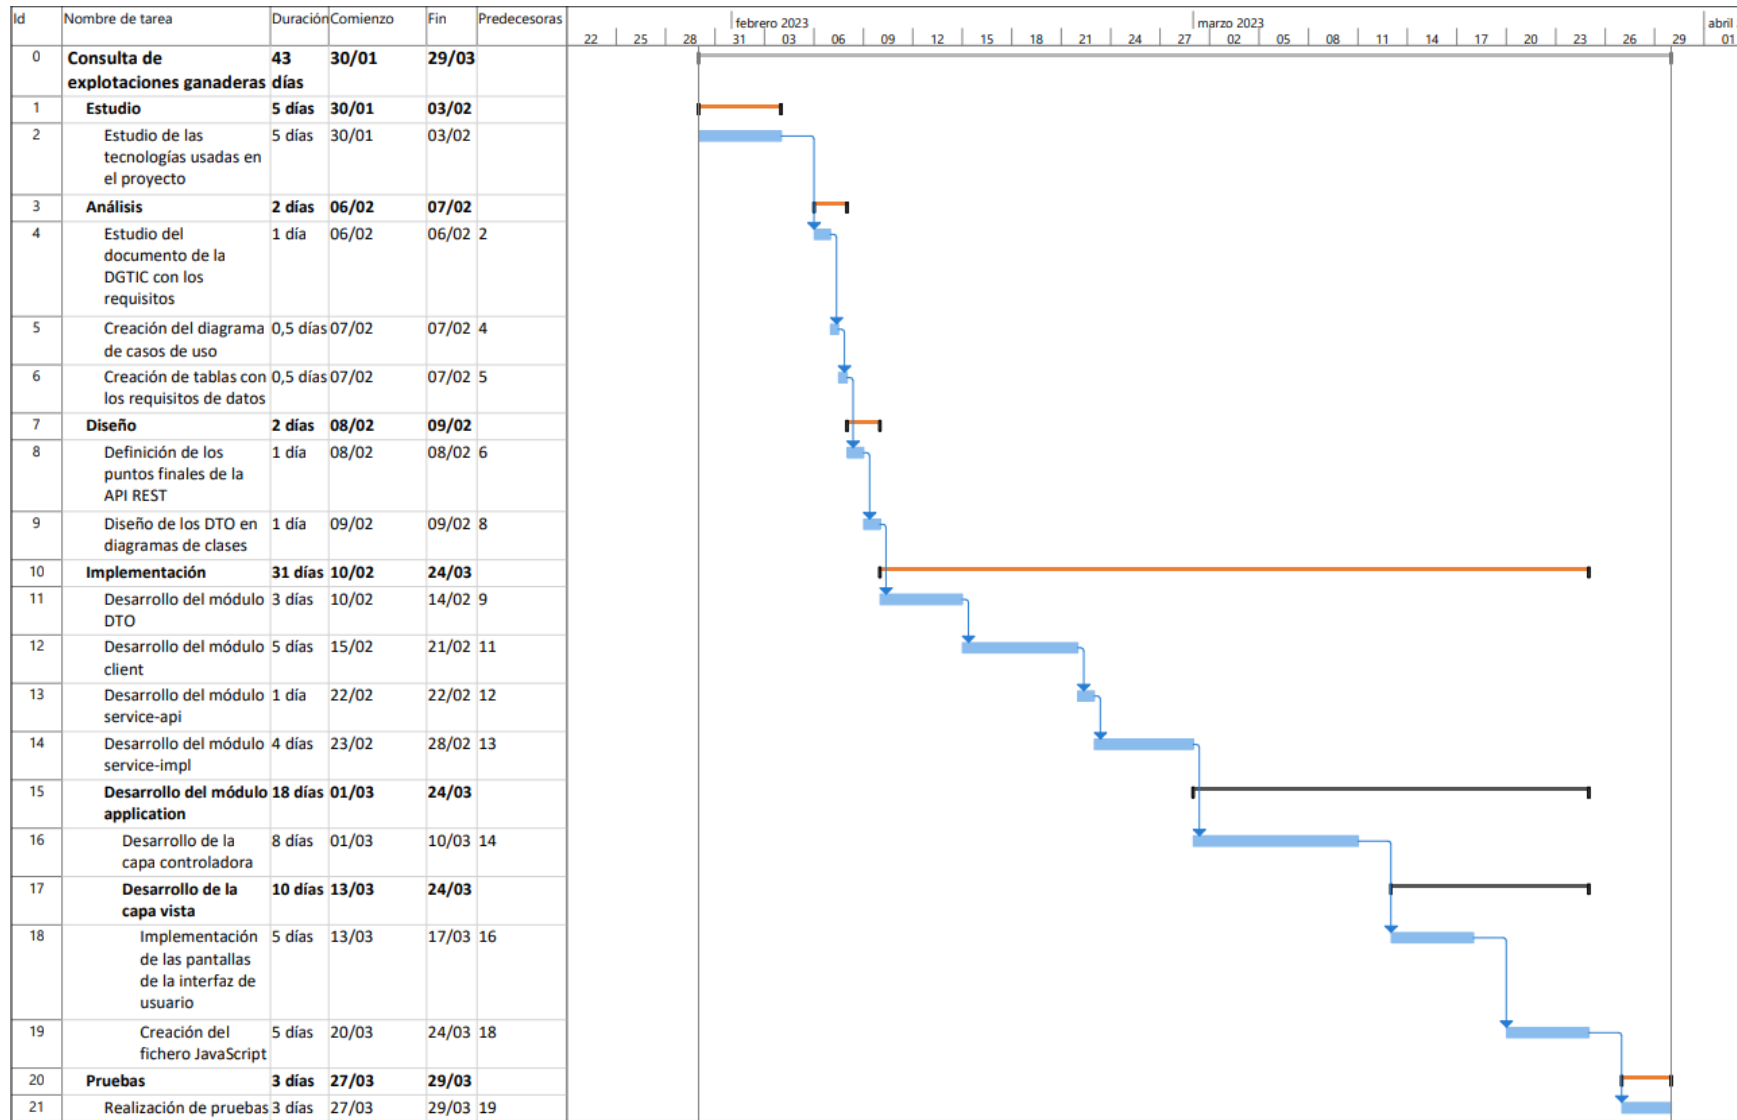 Id Nombre de tarea Duración Comienzo Fin Predecesoras
febrero 2023 marzo 2023 abril
22 25 28 31 03 06 09 12 15 18 21 24 27 02 05 08 11 14 17 20 23 26 29 01
0 Consulta de 43 30/01 29/03
explotaciones ganaderas días
1 Estudio 5 días 30/01 03/02
2 Estudio de las 5 días 30/01 03/02
tecnologías usadas en
el proyecto
3 Análisis 2 días 06/02 07/02
4 Estudio del 1 día 06/02 06/02 2
documento de la
DGTIC con los
requisitos
5 Creación del diagrama 0,5 días 07/02 07/02 4
de casos de uso
6 Creación de tablas con 0,5 días 07/02 07/02 5
los requisitos de datos
7 Diseño 2 días 08/02 09/02
8 Definición de los 1 día 08/02 08/02 6
puntos finales de la
API REST
9 Diseño de los DTO en 1 día 09/02 09/02 8
diagramas de clases
10 Implementación 31 días 10/02 24/03
11 Desarrollo del módulo 3 días 10/02 14/02 9
DTO
12 Desarrollo del módulo 5 días 15/02 21/02 11
client
13 Desarrollo del módulo 1 día 22/02 22/02 12
service-api
14 Desarrollo del módulo 4 días 23/02 28/02 13
service-impl
15 Desarrollo del módulo 18 días 01/03 24/03
application
16 Desarrollo de la 8 días 01/03 10/03 14
capa controladora
17 Desarrollo de la 10 días 13/03 24/03
capa vista
18 Implementación 5 días 13/03 17/03 16
de las pantallas
de la interfaz de
usuario
19 Creación del 5 días 20/03 24/03 18
fichero JavaScript
20 Pruebas 3 días 27/03 29/03
21 Realización de pruebas 3 días 27/03 29/03 19